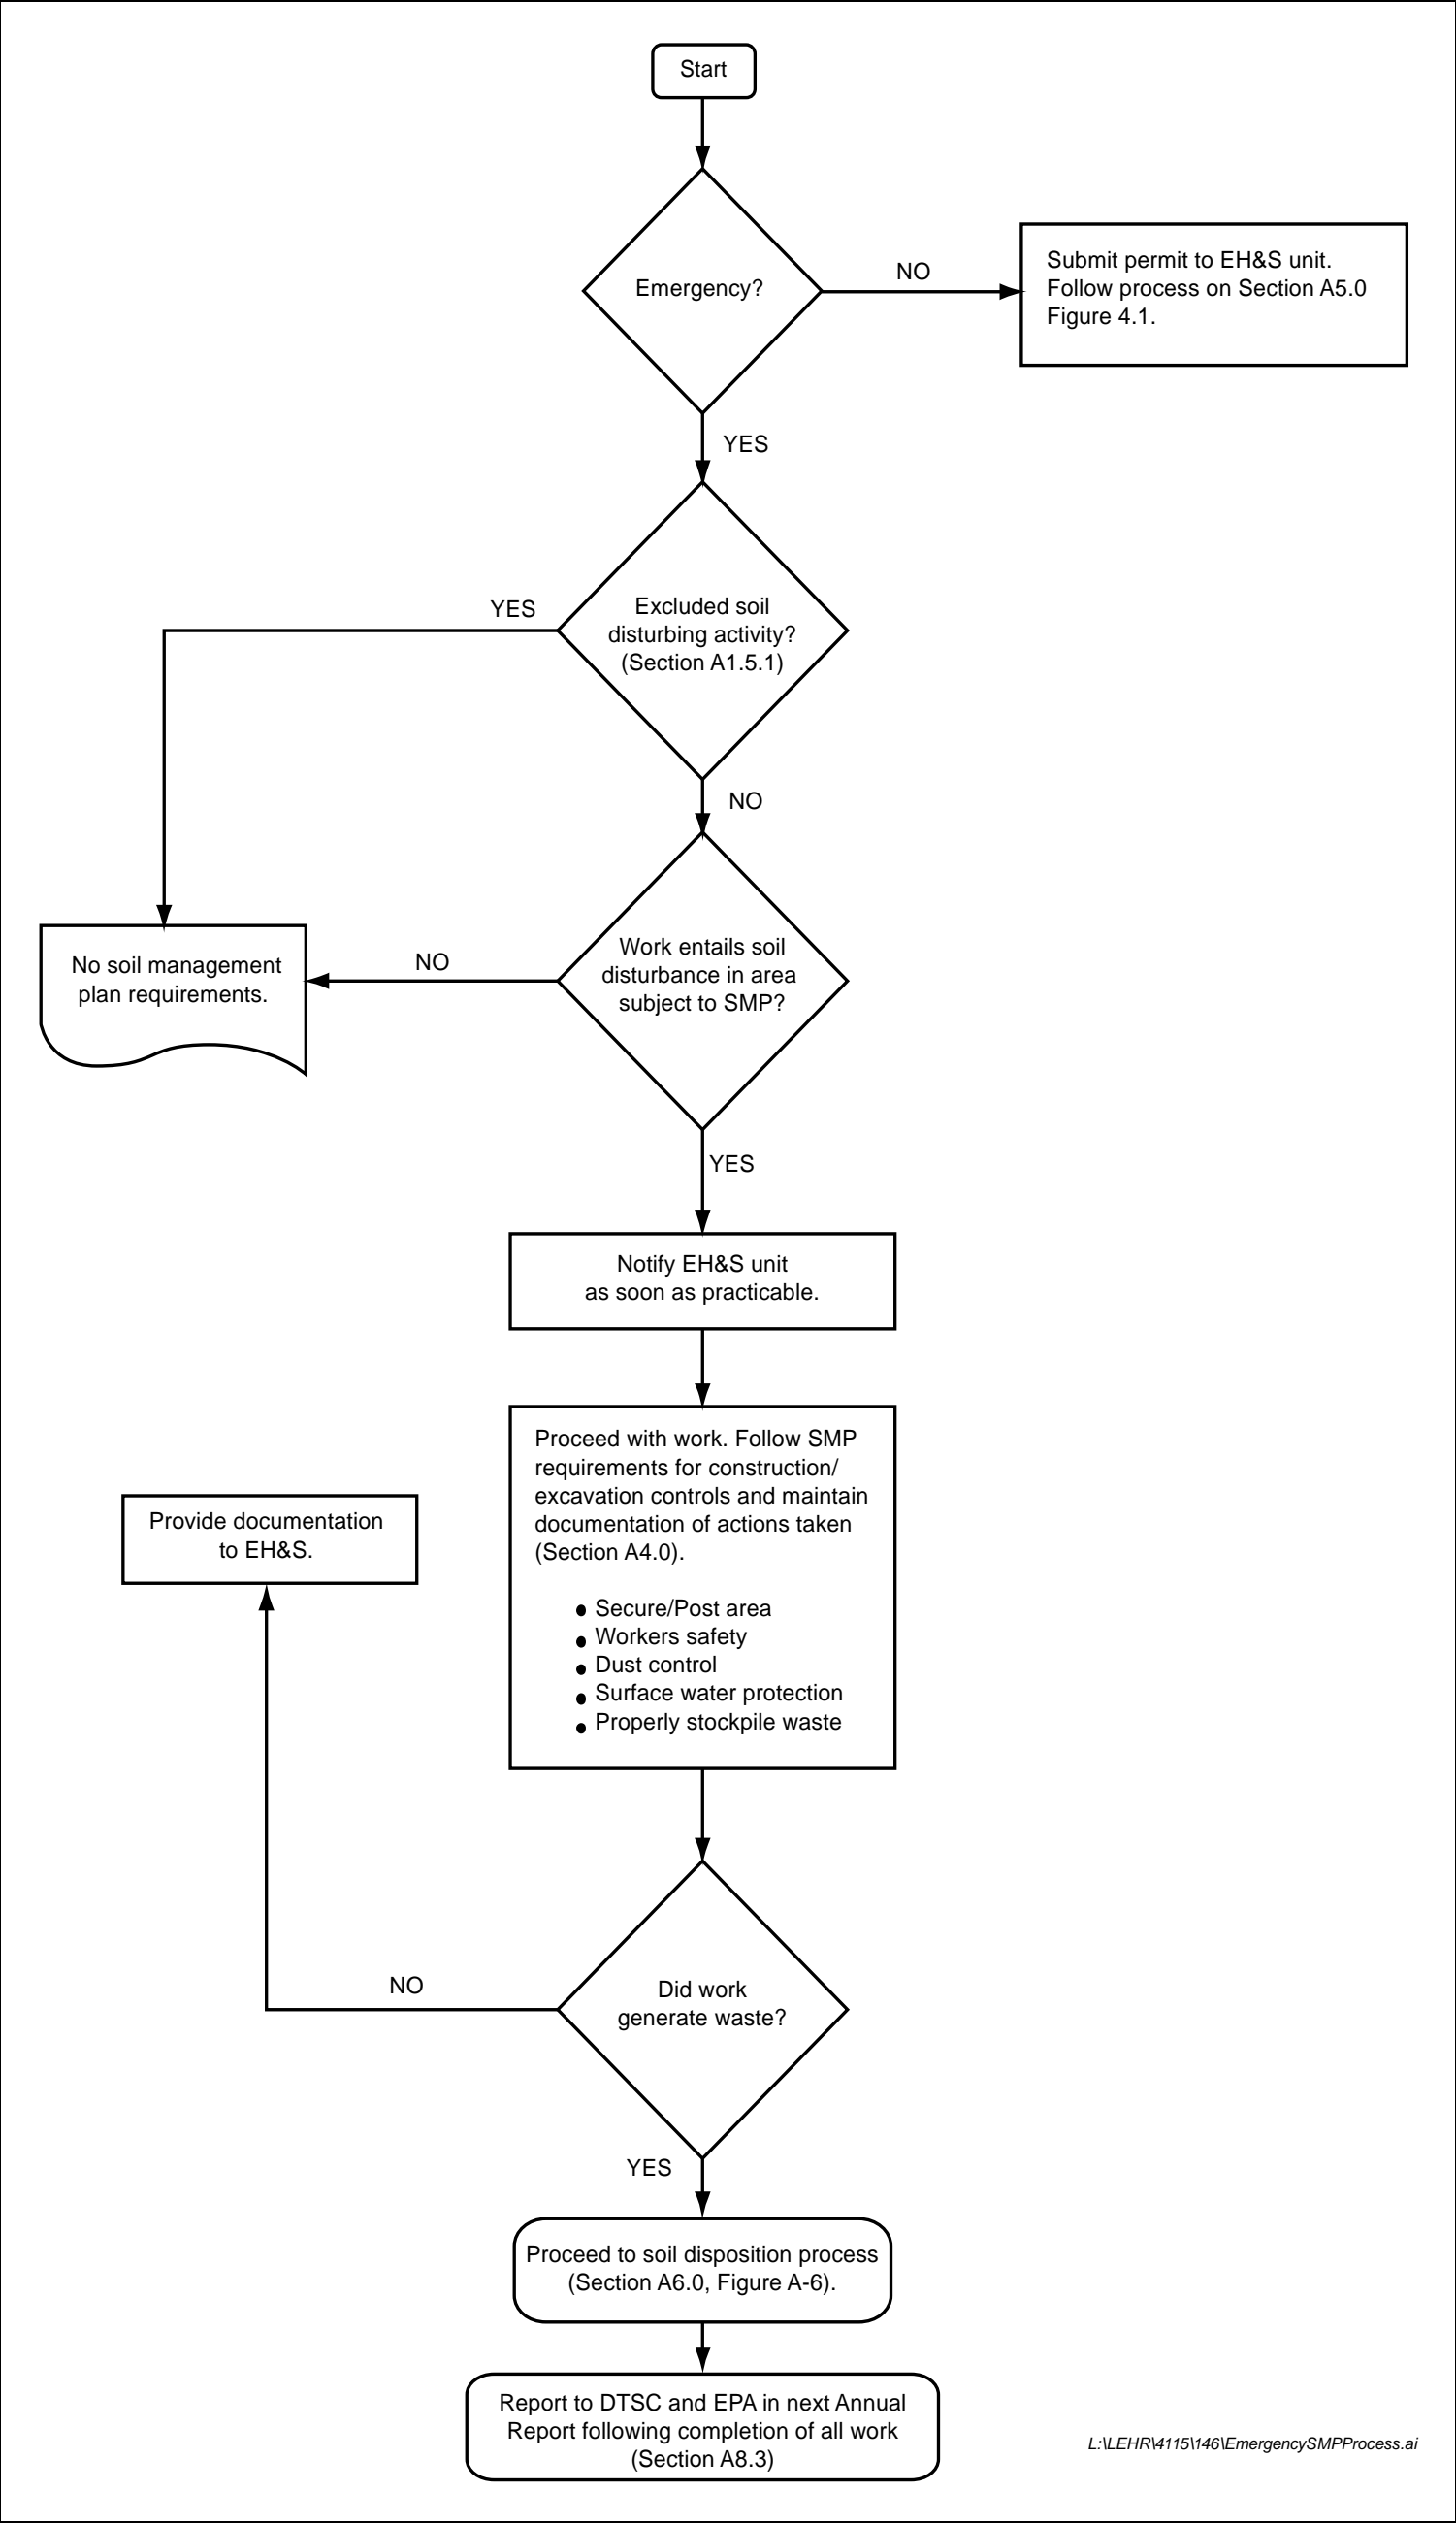 Start
Emergency?
NO
Submit permit to EH&S unit.
Follow process on Section A5.0
Figure 4.1.
YES
YES
Excluded soil
disturbing activity?
(Section A1.5.1)
NO
Work entails soil
disturbance in area
subject to SMP?
NO
No soil management
plan requirements.
YES
Notify EH&S unit
as soon as practicable.
Proceed with work. Follow SMP
requirements for construction/
excavation controls and maintain
documentation of actions taken
(Section A4.0).
● Secure/Post area
● Workers safety
● Dust control
● Surface water protection
● Properly stockpile waste
Provide documentation
to EH&S.
NO
Did work
generate waste?
YES
Proceed to soil disposition process
(Section A6.0, Figure A-6).
Report to DTSC and EPA in next Annual
Report following completion of all work
(Section A8.3)
L:\LEHR\4115\146\EmergencySMPProcess.ai